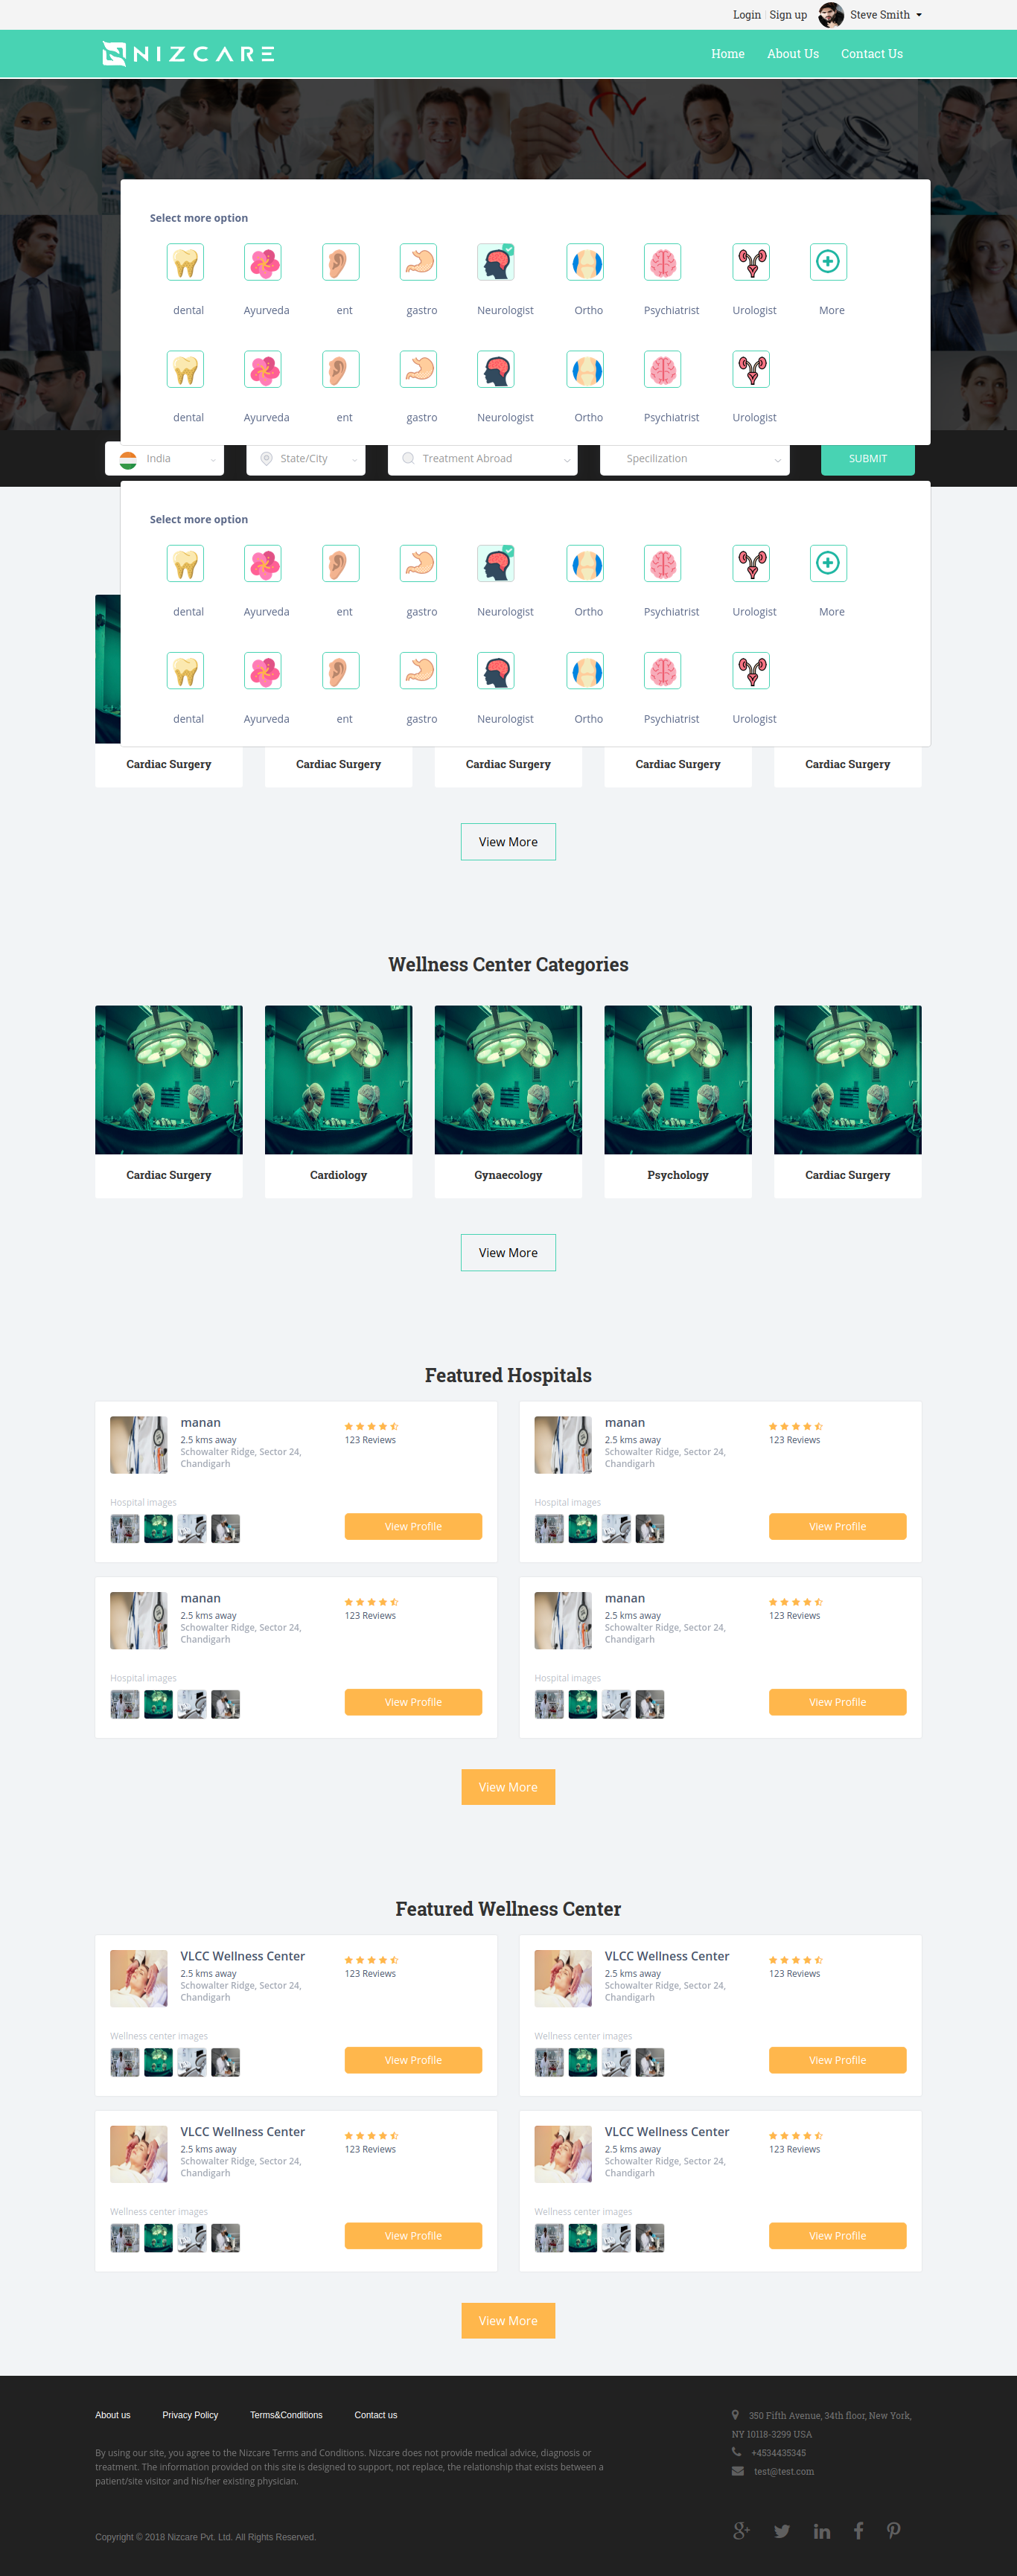 Login | Sign up Steve Smith
NIZCARE
Home About Us Contact Us
Select more option
dental Ayurveda ent gastro Neurologist Ortho Psychiatrist Urologist More
dental Ayurveda ent gastro Neurologist Ortho Psychiatrist Urologist
India State/City Treatment Abroad Specilization SUBMIT
Select more option
dental Ayurveda ent gastro Neurologist Ortho Psychiatrist Urologist More
dental Ayurveda ent gastro Neurologist Ortho Psychiatrist Urologist
Cardiac Surgery Cardiac Surgery Cardiac Surgery Cardiac Surgery Cardiac Surgery
View More
Wellness Center Categories
Cardiac Surgery Cardiology Gynaecology Psychology Cardiac Surgery
View More
Featured Hospitals
manan
2.5 kms away
Schowalter Ridge, Sector 24,
Chandigarh
123 Reviews
Hospital images
View Profile
manan
2.5 kms away
Schowalter Ridge, Sector 24,
Chandigarh
123 Reviews
Hospital images
View Profile
manan
2.5 kms away
Schowalter Ridge, Sector 24,
Chandigarh
123 Reviews
Hospital images
View Profile
manan
2.5 kms away
Schowalter Ridge, Sector 24,
Chandigarh
123 Reviews
Hospital images
View Profile
View More
Featured Wellness Center
VLCC Wellness Center
2.5 kms away
Schowalter Ridge, Sector 24,
Chandigarh
123 Reviews
Wellness center images
View Profile
VLCC Wellness Center
2.5 kms away
Schowalter Ridge, Sector 24,
Chandigarh
123 Reviews
Wellness center images
View Profile
VLCC Wellness Center
2.5 kms away
Schowalter Ridge, Sector 24,
Chandigarh
123 Reviews
Wellness center images
View Profile
VLCC Wellness Center
2.5 kms away
Schowalter Ridge, Sector 24,
Chandigarh
123 Reviews
Wellness center images
View Profile
View More
About us Privacy Policy Terms&Conditions Contact us
By using our site, you agree to the Nizcare Terms and Conditions. Nizcare does not provide medical advice, diagnosis or
treatment. The information provided on this site is designed to support, not replace, the relationship that exists between a
patient/site visitor and his/her existing physician.
Copyright © 2018 Nizcare Pvt. Ltd. All Rights Reserved.
350 Fifth Avenue, 34th floor, New York,
NY 10118-3299 USA
+4534435345
test@test.com